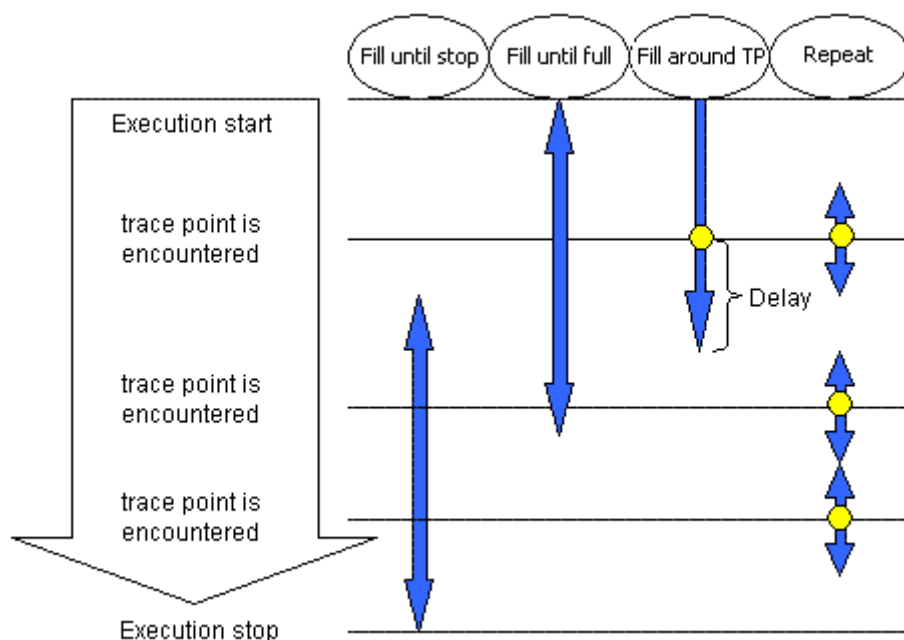 Fill until stop
Fill until full
Fill around TP
Repeat
Execution start
trace point is
encountered
Delay
trace point is
encountered
trace point is
encountered
Execution stop